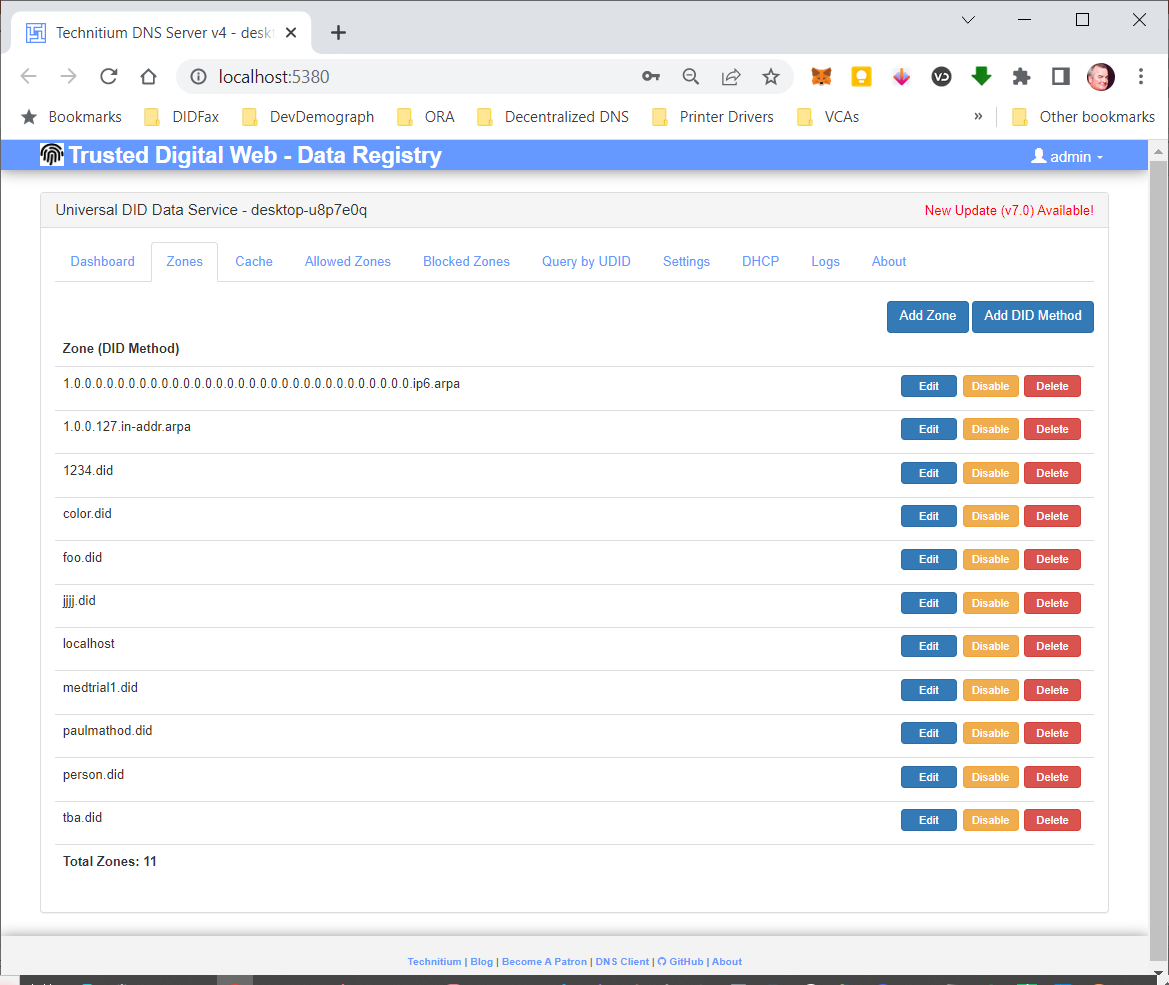 Technitium DNS Server v4 - desk
localhost:5380
Bookmarks DIDFax DevDemograph ORA Decentralized DNS Printer Drivers VCAs » Other bookmarks
Trusted Digital Web - Data Registry admin
Universal DID Data Service - desktop-u8p7e0q New Update (v7.0) Available!
Dashboard Zones Cache Allowed Zones Blocked Zones Query by UDID Settings DHCP Logs About
Add Zone Add DID Method
Zone (DID Method)
1.0.0.0.0.0.0.0.0.0.0.0.0.0.0.0.0.0.0.0.0.0.0.0.0.0.0.0.0.0.0.0.ip6.arpa Edit Disable Delete
1.0.0.127.in-addr.arpa Edit Disable Delete
1234.did Edit Disable Delete
color.did Edit Disable Delete
foo.did Edit Disable Delete
jjjj.did Edit Disable Delete
localhost Edit Disable Delete
medtrial1.did Edit Disable Delete
paulmathod.did Edit Disable Delete
person.did Edit Disable Delete
tba.did Edit Disable Delete
Total Zones: 11
Technitium | Blog | Become A Patron | DNS Client | GitHub | About